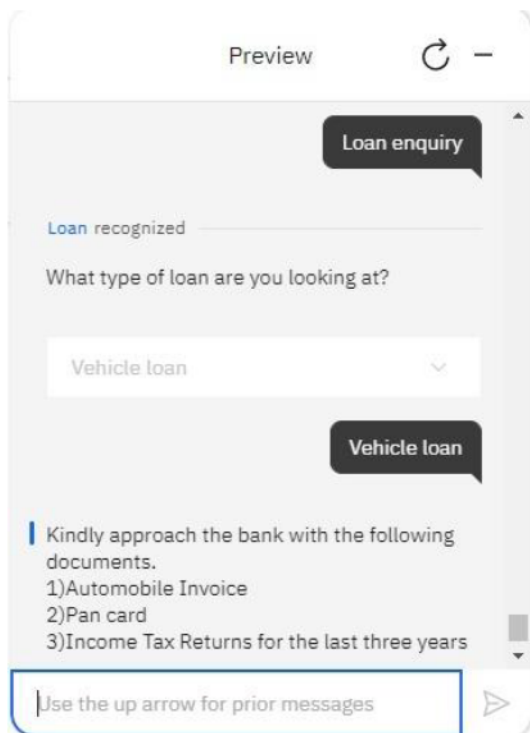 Preview
Loan enquiry
Loan recognized
What type of loan are you looking at?
Vehicle loan
Vehicle loan
Kindly approach the bank with the following
documents.
1)Automobile Invoice
2)Pan card
3)Income Tax Returns for the last three years
Use the up arrow for prior messages